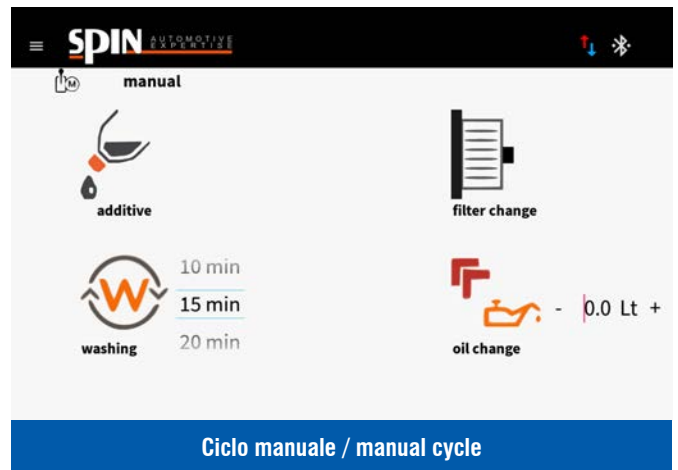 SPIN AUTOMOTIVE
EXPERTISE
M manual
additive
filter change
10 min
15 min
20 min
W
washing
- 0.0 Lt +
oil change
Ciclo manuale / manual cycle